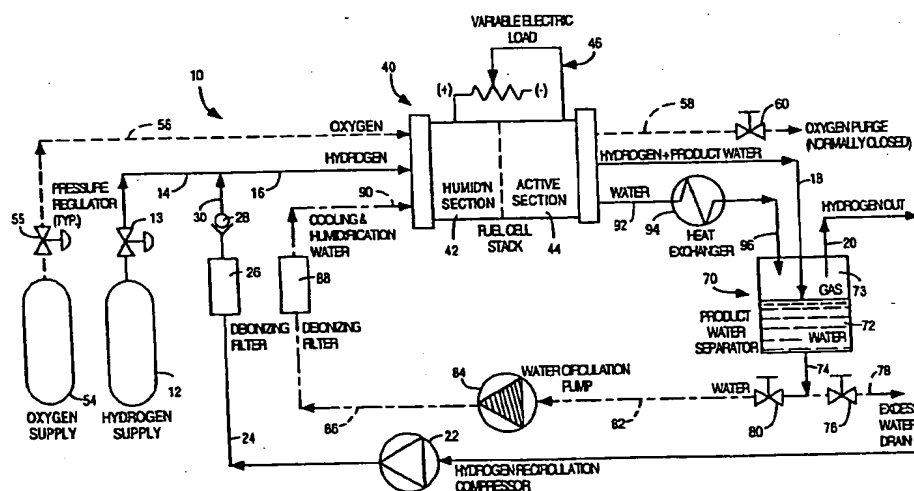 VARIABLE ELECTRIC
LOAD
46
10
40
(+)
(-)
56
OXYGEN
58
60
OXYGEN PURGE
(NORMALLY CLOSED)
HYDROGEN
HYDROGEN+PRODUCT WATER
PRESSURE
REGULATOR
(TYP.)
55
13
14
30
28
16
90
COOLING &
HUMIDIFICATION
WATER
HUMID'N
SECTION
42
ACTIVE
SECTION
44
FUEL CELL
STACK
WATER
92
94
HEAT
EXCHANGER
96
18
HYDROGEN OUT
20
26
88
70
GAS
73
PRODUCT
WATER
SEPARATOR
72
WATER
DEIONIZING
FILTER
DEIONIZING
FILTER
74
54
OXYGEN
SUPPLY
12
HYDROGEN
SUPPLY
84
WATER CIRCULATION
PUMP
86
82
WATER
80
76
78
EXCESS
WATER
DRAIN
24
22
HYDROGEN RECIRCULATION
COMPRESSOR